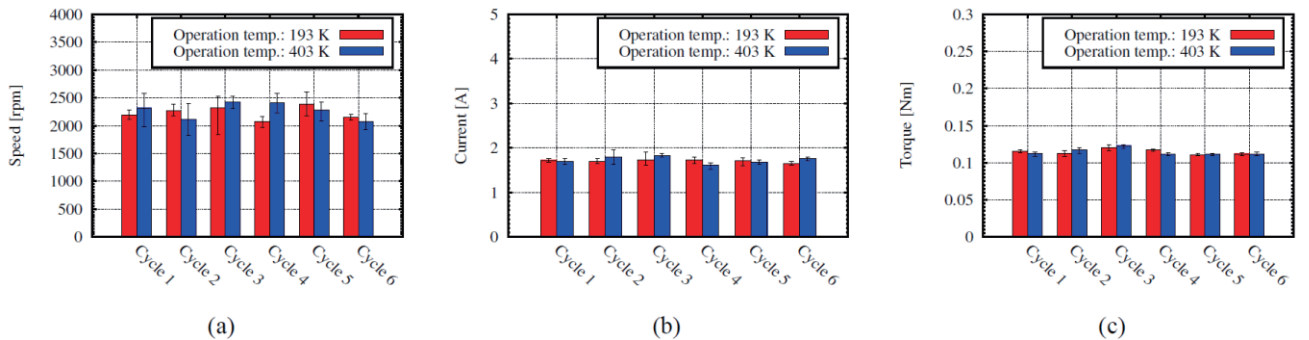 Speed [rpm]
4000
3500
3000
2500
2000
1500
1000
500
0
Operation temp.: 193 K
Operation temp.: 403 K
Cycle 1
Cycle 2
Cycle 3
Cycle 4
Cycle 5
Cycle 6
(a)
Current [A]
5
4
3
2
1
0
Operation temp.: 193 K
Operation temp.: 403 K
Cycle 1
Cycle 2
Cycle 3
Cycle 4
Cycle 5
Cycle 6
(b)
Torque [Nm]
0.3
0.25
0.2
0.15
0.1
0.05
0
Operation temp.: 193 K
Operation temp.: 403 K
Cycle 1
Cycle 2
Cycle 3
Cycle 4
Cycle 5
Cycle 6
(c)